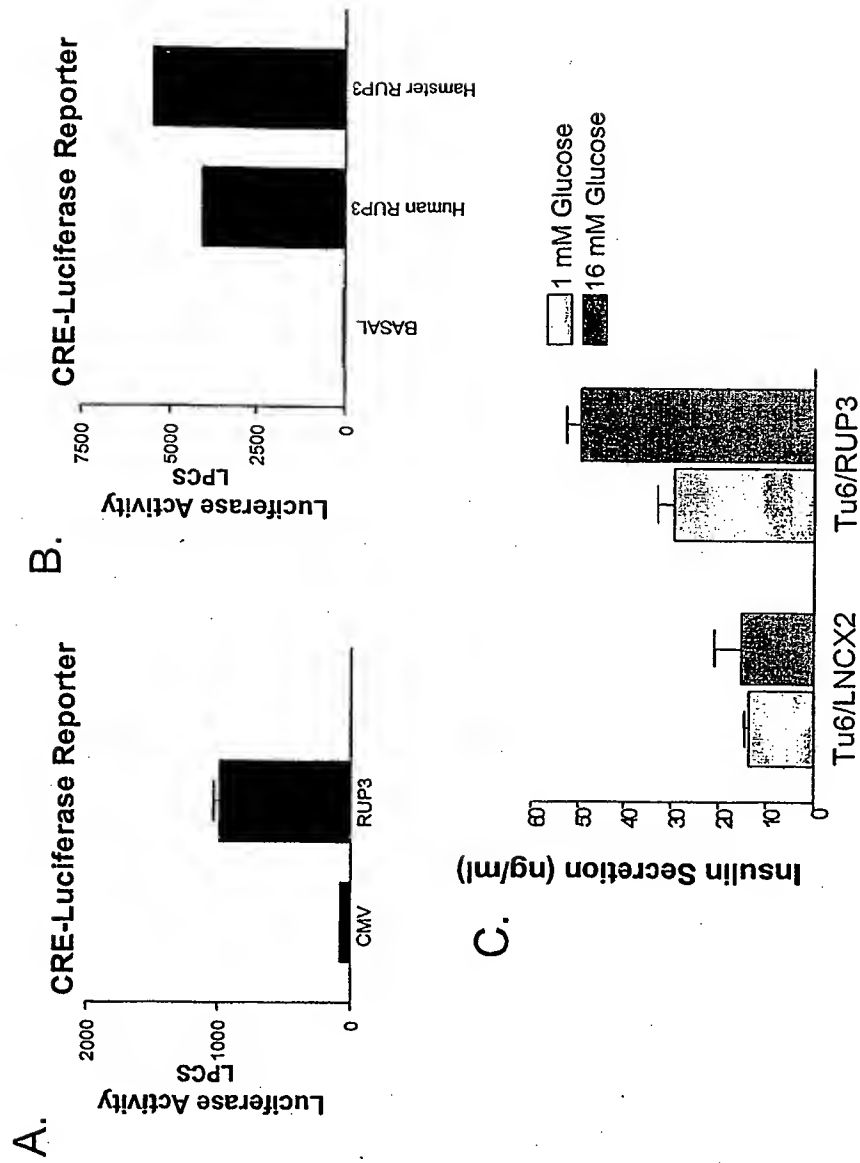 A.
CRE-Luciferase Reporter
Luciferase Activity
LPCS
2000
1000
0
CMV
RUP3
B.
CRE-Luciferase Reporter
Luciferase Activity
LPCS
7500
5000
2500
0
BASAL
Human RUP3
Hamster RUP3
C.
Insulin Secretion (ng/ml)
60
50
40
30
20
10
0
Tu6/LNCX2
Tu6/RUP3
1 mM Glucose
16 mM Glucose